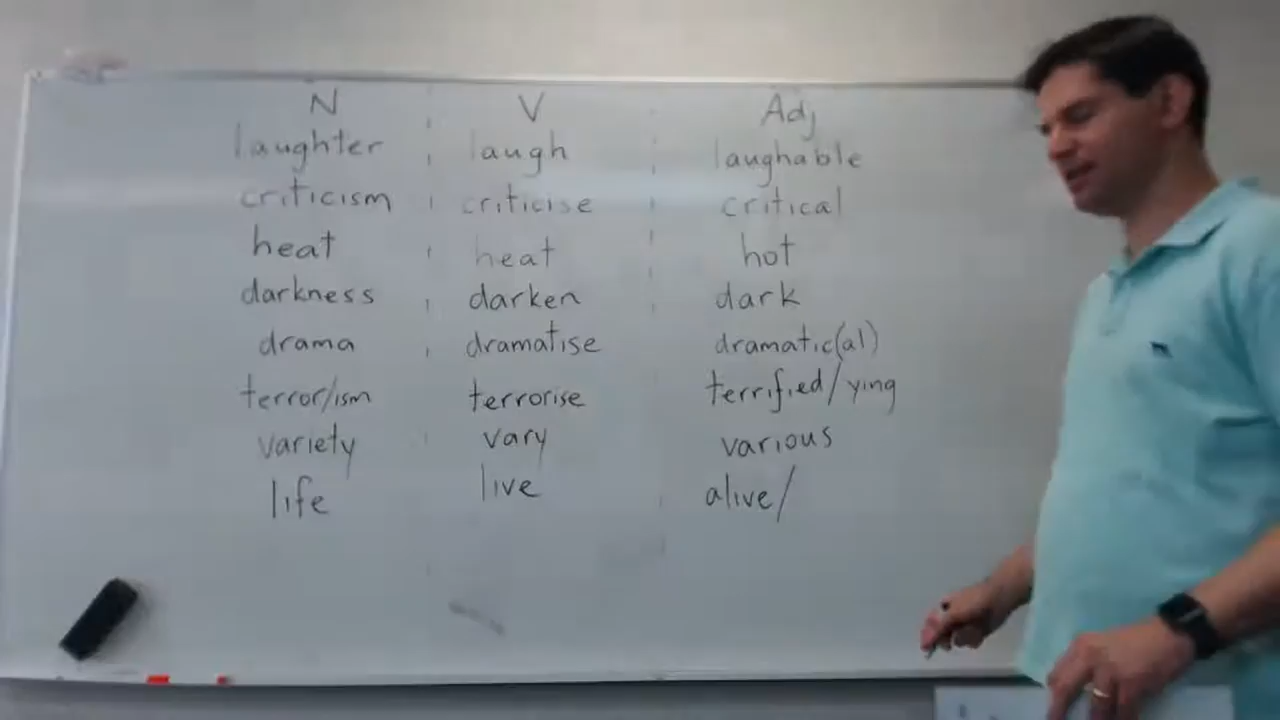 N V Adj
laughter laugh laughable
criticism criticise critical
heat heat hot
darkness darken dark
drama dramatise dramatic(al)
terror/ism terrorise terrified/ying
variety vary various
life live alive/